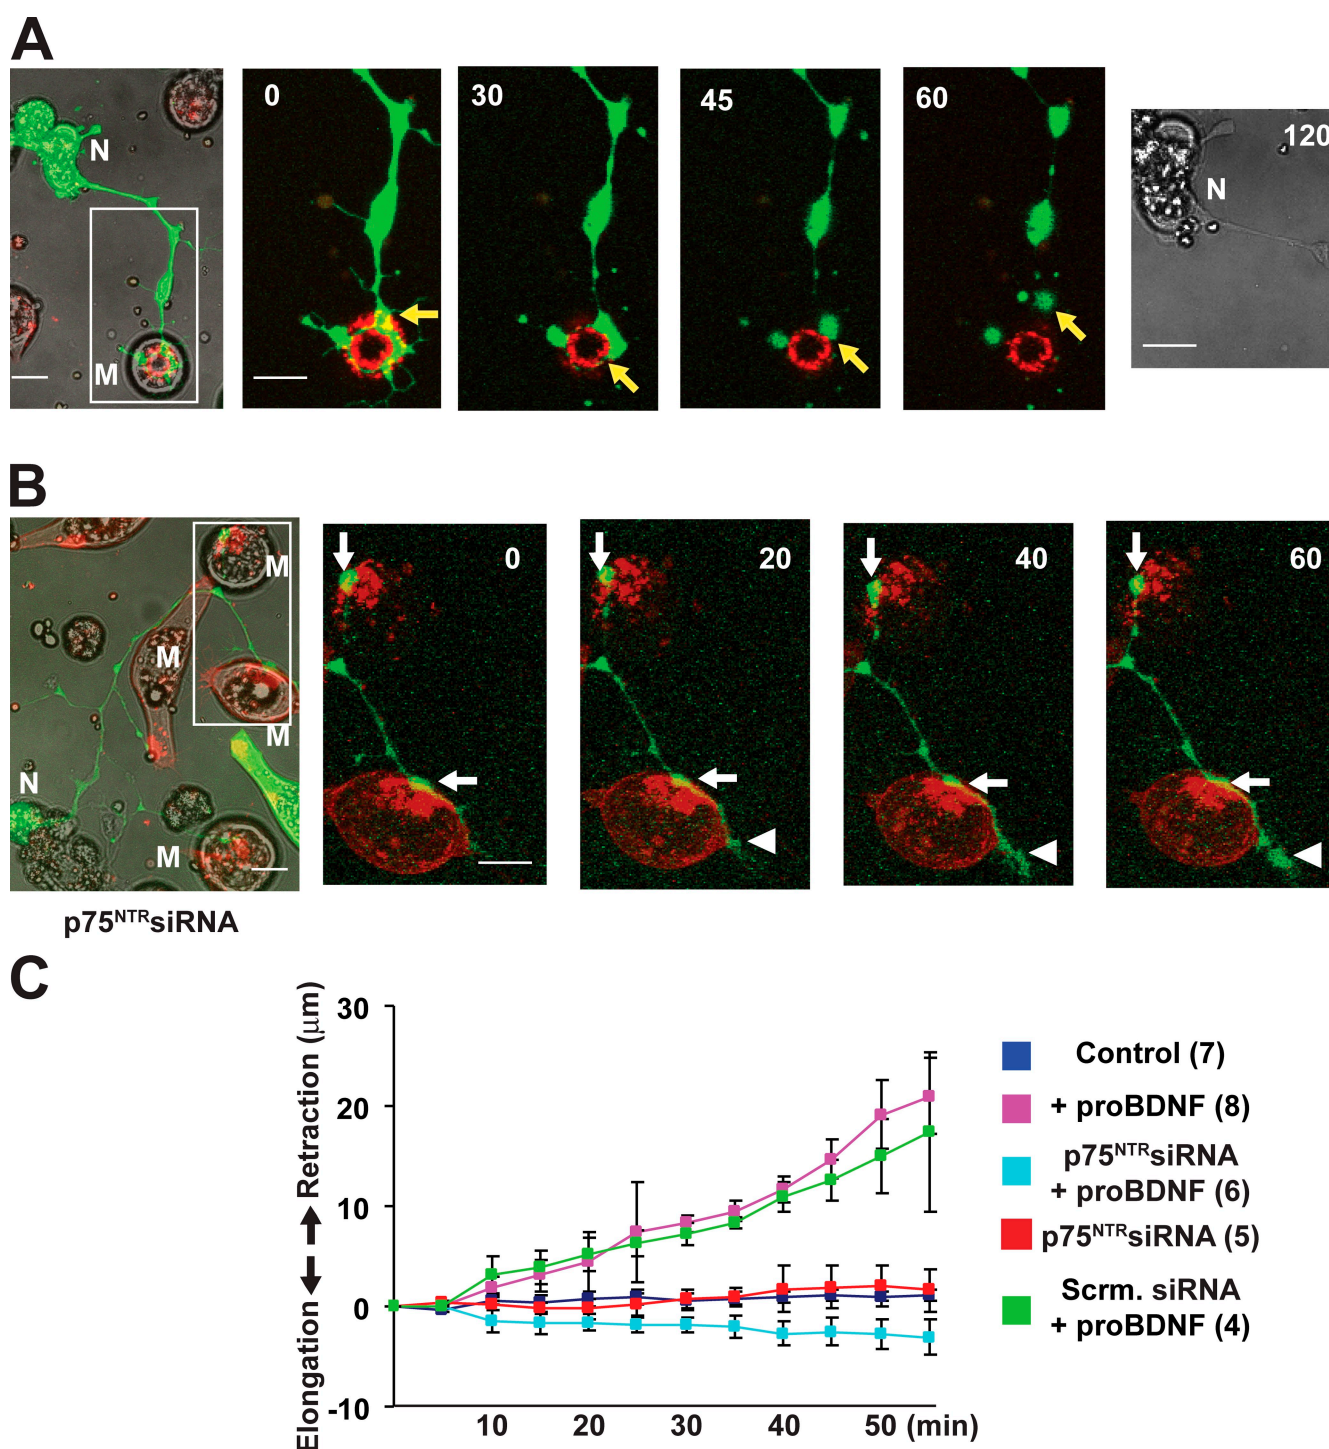 A
N
M
0
30
45
60
120
N
B
M
M
M
N
M
0
20
40
60
p75NTRsiRNA
C
Elongation ←→ Retraction (μm)
30
20
10
0
-10
10 20 30 40 50 (min)
Control (7)
+ proBDNF (8)
p75NTRsiRNA
+ proBDNF (6)
p75NTRsiRNA (5)
Scrm. siRNA
+ proBDNF (4)